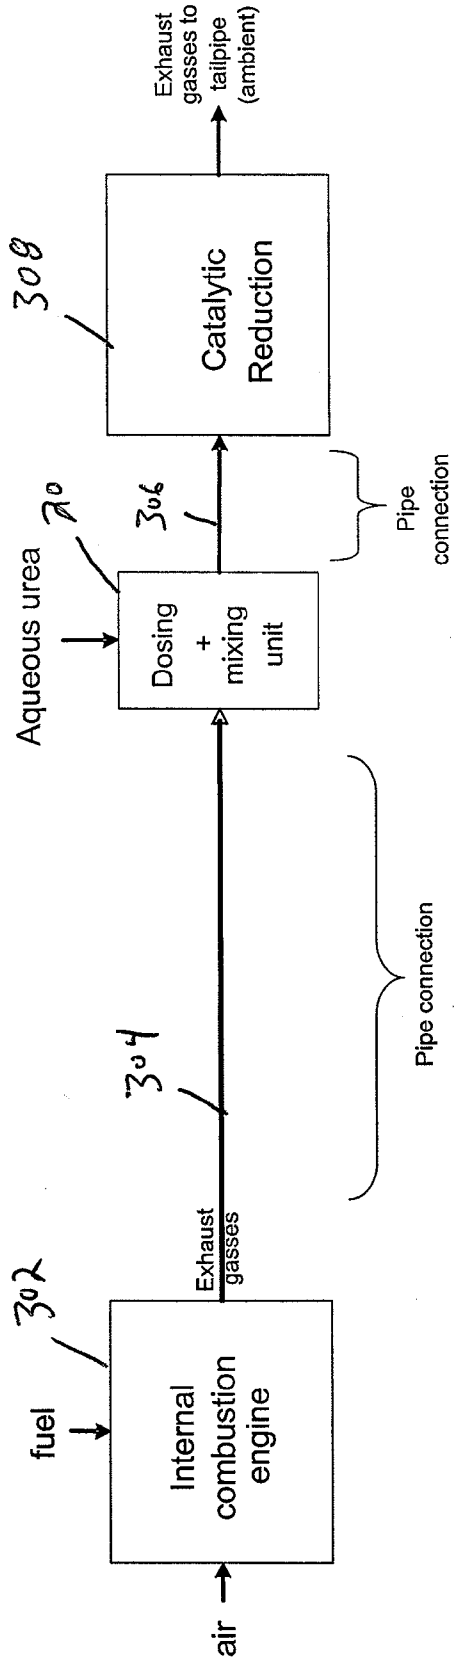 fuel
302
air
Internal
combustion
engine
Exhaust
gasses
304
Pipe connection
Aqueous urea
20
Dosing
+
mixing
unit
306
Pipe
connection
308
Catalytic
Reduction
Exhaust
gasses to
tailpipe
(ambient)